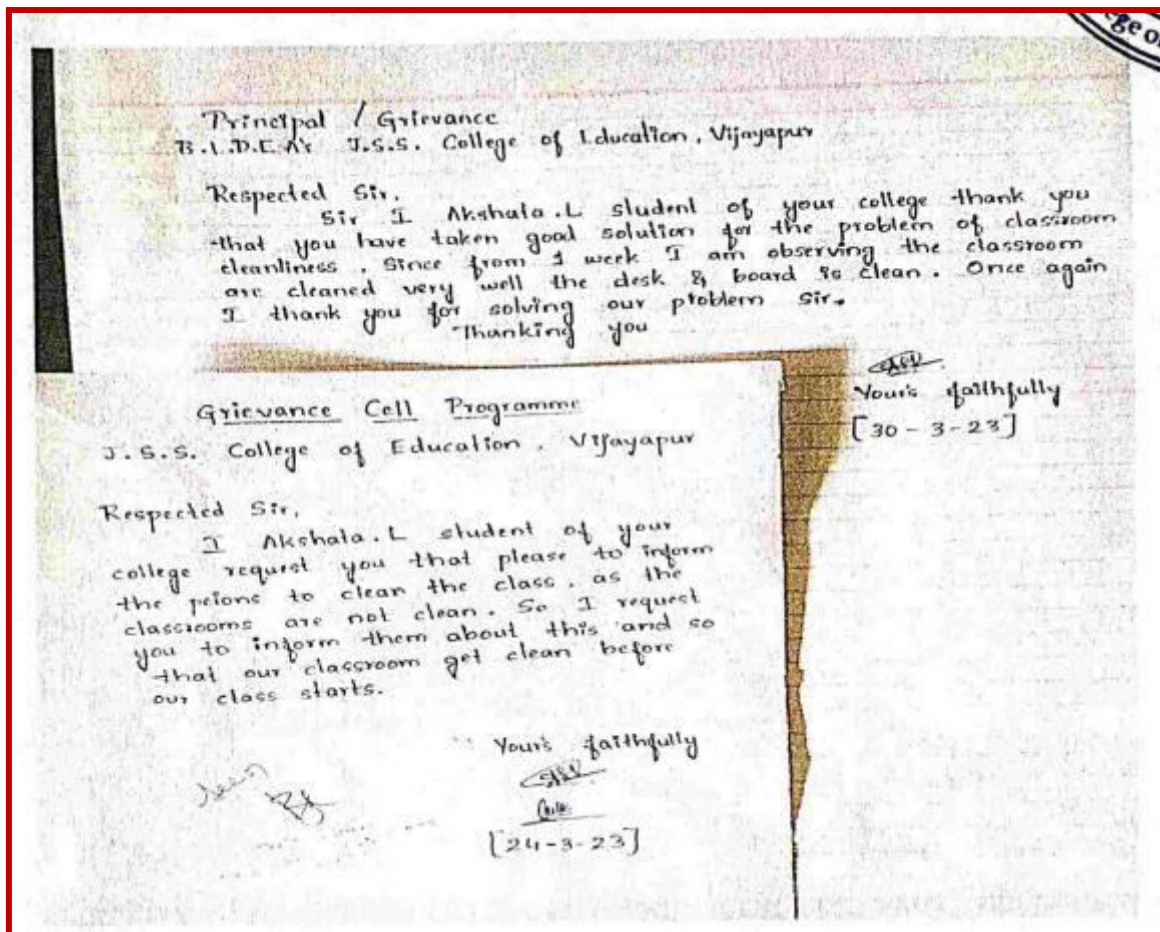 ge of
Principal / Grievance
B.L.D.E.A's J.S.S. College of Education. Vijayapur
Respected Sir.
Sir I Akshata.L student of your college thank you
that you have taken good solution for the problem of classroom
cleanliness. Since from 1 week I am observing the classroom
are cleaned very well the desk & board is clean. Once again
I thank you for solving our problem Sir.
Thanking you
Your's faithfully
[30-3-23]
Grievance Cell Programme
J.S.S. College of Education. Vijayapur
Respected Sir,
I Akshata.L student of your
college request you that please to inform
the peions to clean the class. as the
classrooms are not clean. So I request
you to inform them about this and so
that our classroom get clean before
our class starts.
Your's faithfully
[24-3-23]